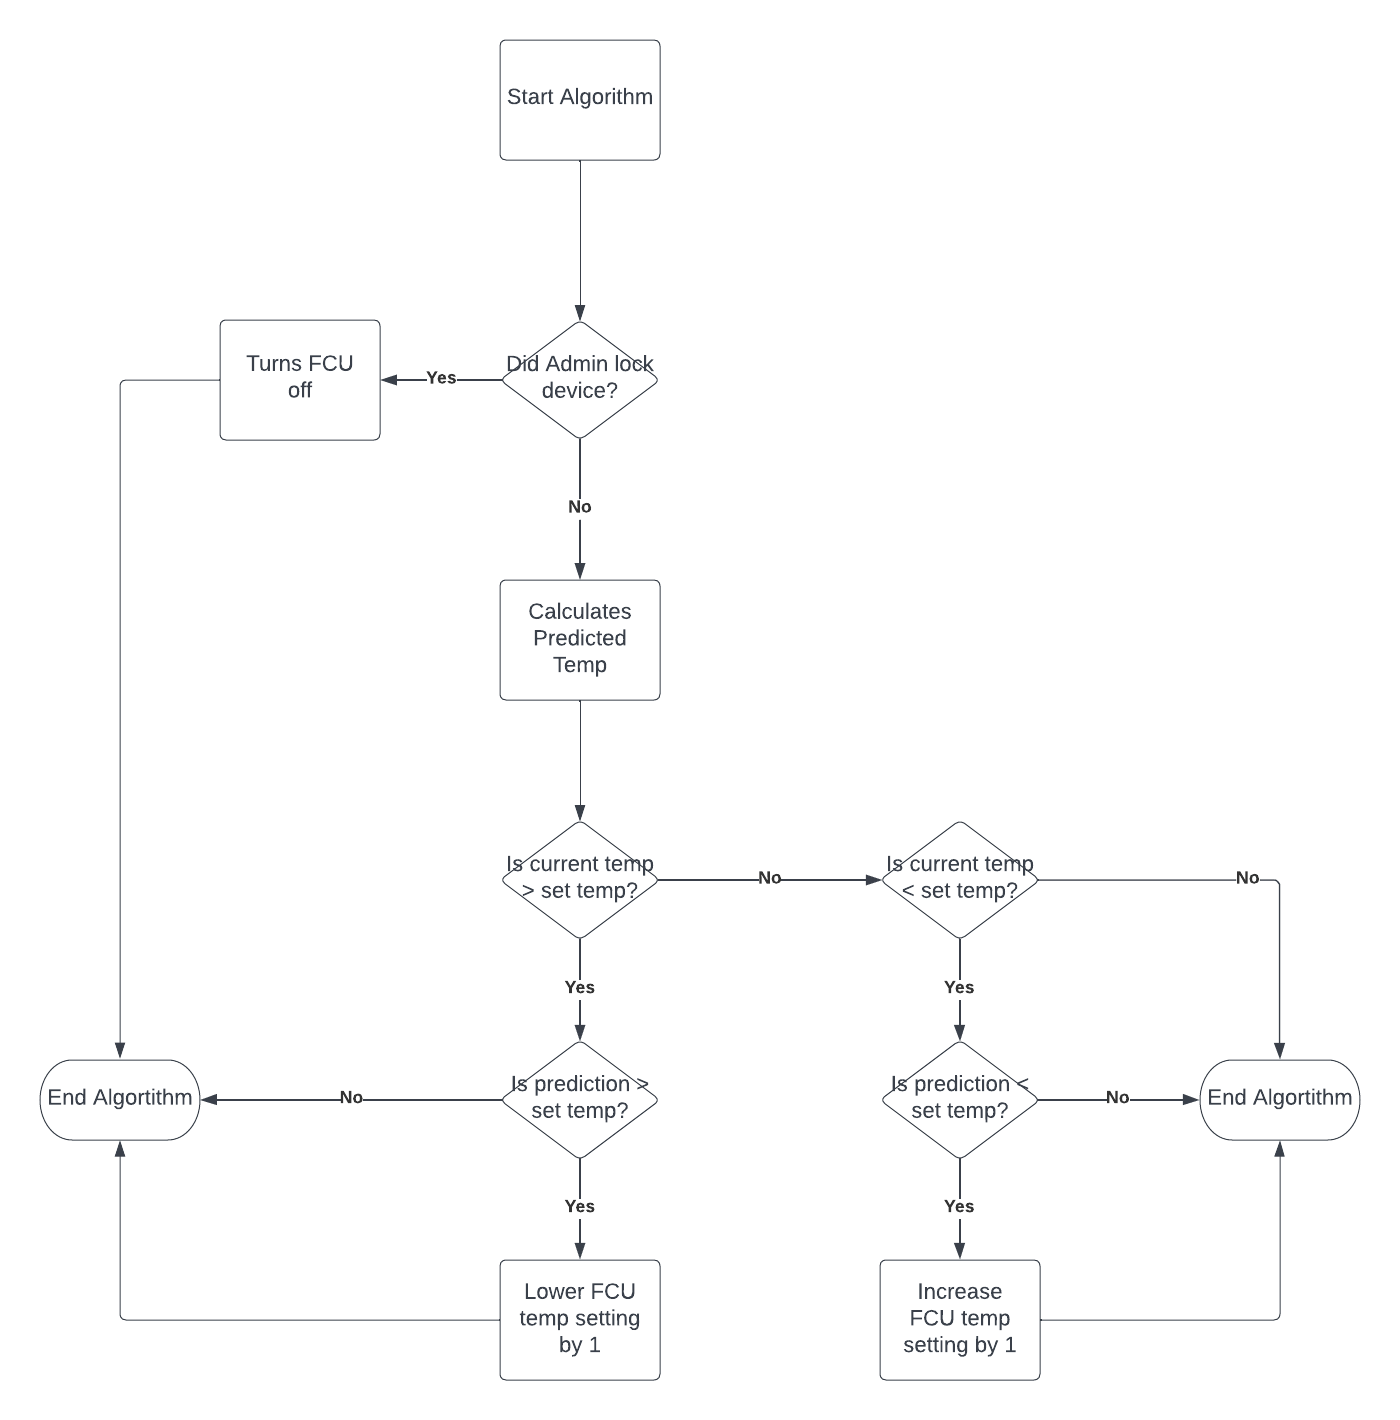 Start Algorithm
Turns FCU
off
Yes
Did Admin lock
device?
No
Calculates
Predicted
Temp
Is current temp
> set temp?
No
Is current temp
< set temp?
No
Yes
Yes
End Algortithm
No
Is prediction >
set temp?
Is prediction <
set temp?
No
End Algortithm
Yes
Yes
Lower FCU
temp setting
by 1
Increase
FCU temp
setting by 1